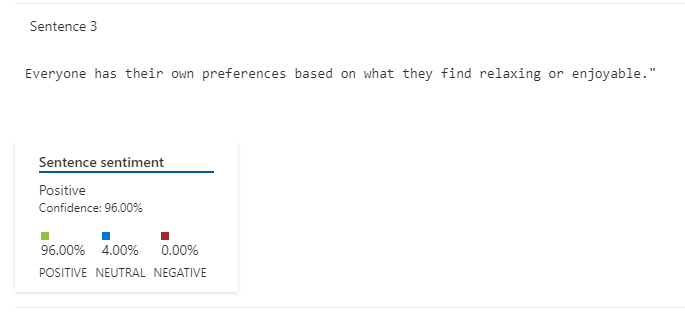 Sentence 3
Everyone has their own preferences based on what they find relaxing or enjoyable."
Sentence sentiment
Positive
Confidence: 96.00%
96.00% 4.00% 0.00%
POSITIVE NEUTRAL NEGATIVE